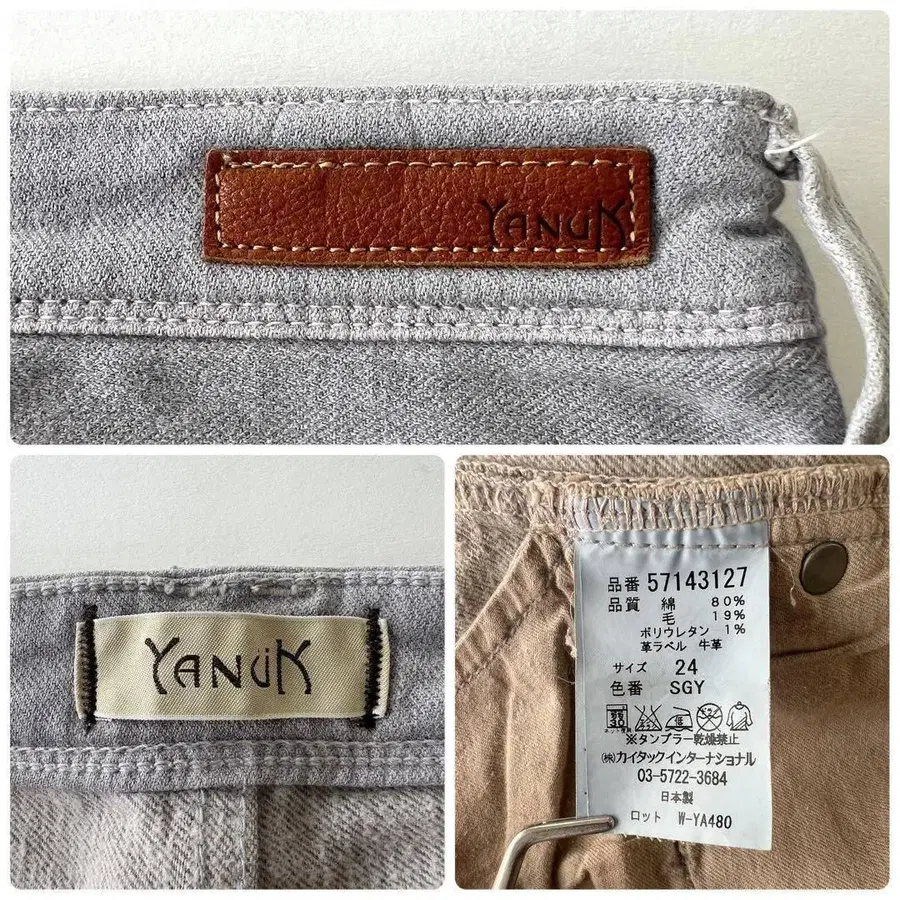 YANUK
YANÜK
品番 57143127
品質 綿 80%
毛 19%
ポリウレタン 1%
革ラベル 牛革
サイズ 24
色番 SGY
※タンブラー乾燥禁止
㈱カイタックインターナショナル
03-5722-3684
日本製
ロット W-YA480